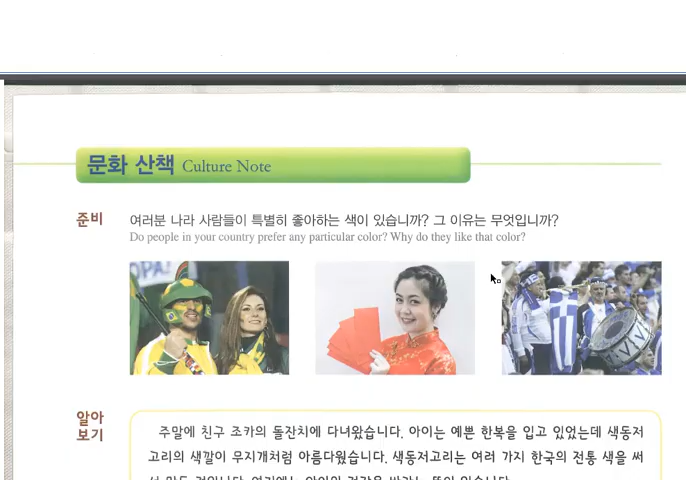 문화 산책 Culture Note
준비
여러분 나라 사람들이 특별히 좋아하는 색이 있습니까? 그 이유는 무엇입니까?
Do people in your country prefer any particular color? Why do they like that color?
OPA!
알아
보기
주말에 친구 조카의 돌잔치에 다녀왔습니다. 아이는 예쁜 한복을 입고 있었는데 색동저
고리의 색깔이 무지개처럼 아름다웠습니다. 색동저고리는 여러 가지 한국의 전통 색을 써